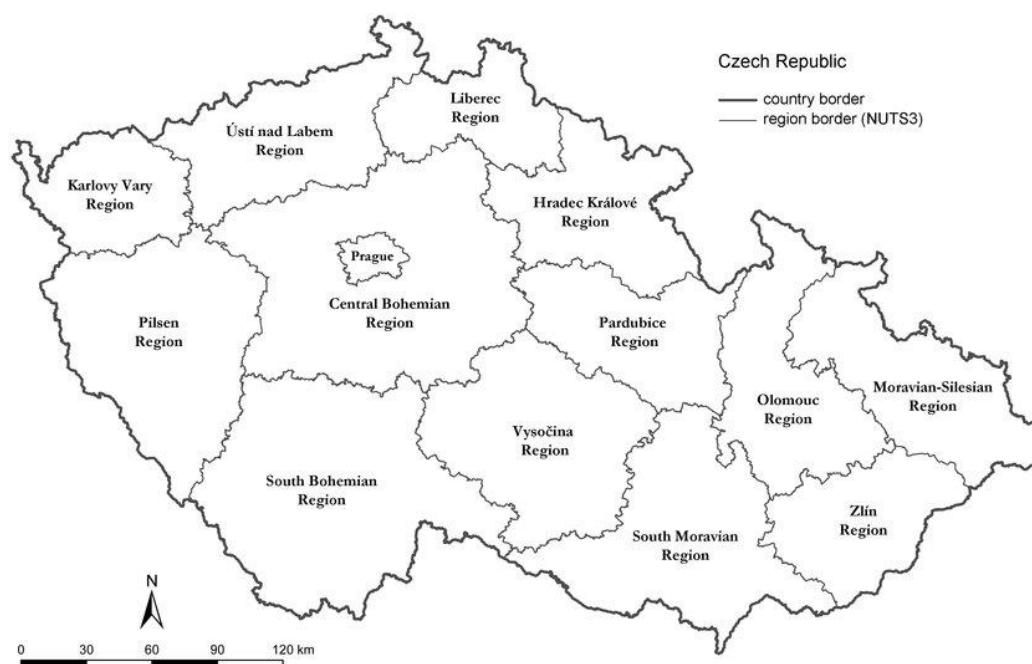 Czech Republic
country border
region border (NUTS3)
Liberec
Region
Ústí nad Labem
Region
Karlovy Vary
Region
Hradec Králové
Region
Prague
Central Bohemian
Region
Pilsen
Region
Pardubice
Region
Moravian-Silesian
Region
Olomouc
Region
Vysočina
Region
South Bohemian
Region
Zlín
Region
South Moravian
Region
N
0 30 60 90 120 km